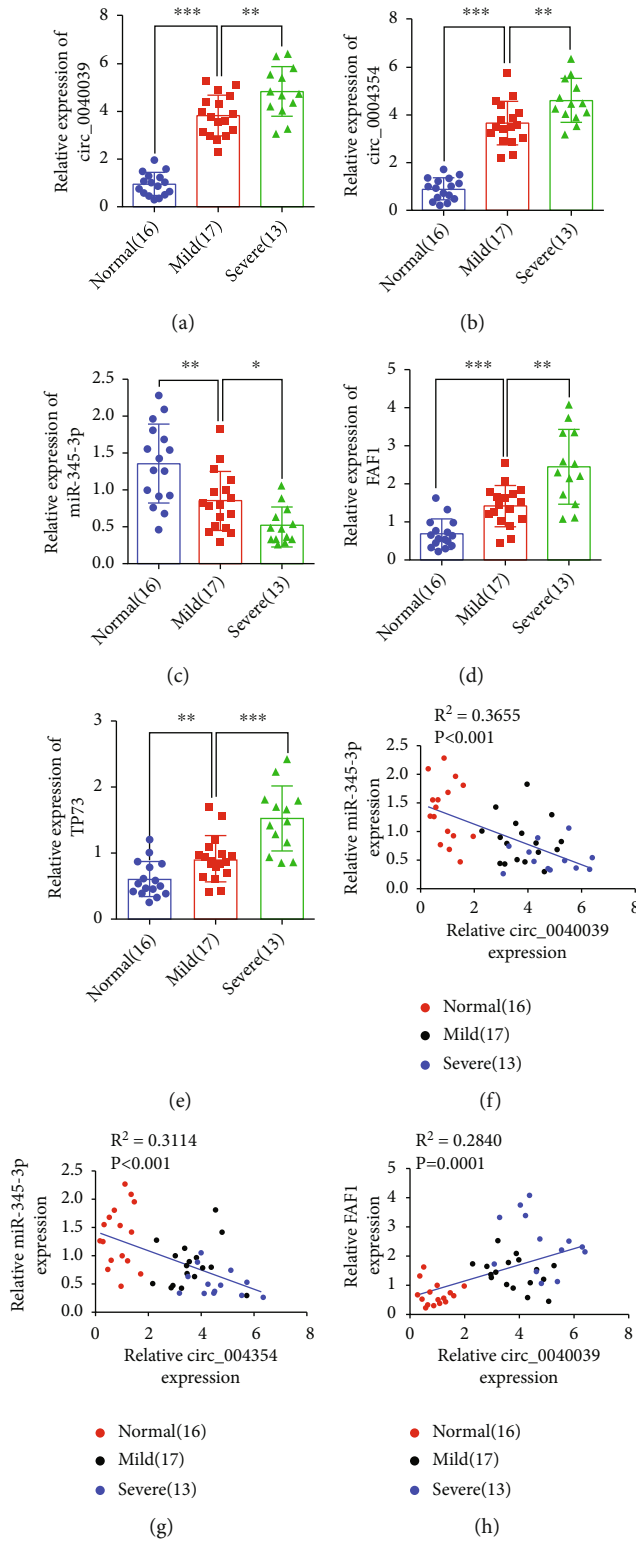 *** **
Relative expression of
circ_0040039
8
6
4
2
0
Normal(16)
Mild(17)
Severe(13)
(a)
*** **
Relative expression of
circ_0004354
8
6
4
2
0
Normal(16)
Mild(17)
Severe(13)
(b)
** *
Relative expression of
miR-345-3p
2.5
2.0
1.5
1.0
0.5
0.0
Normal(16)
Mild(17)
Severe(13)
(c)
*** **
Relative expression of
FAF1
5
4
3
2
1
0
Normal(16)
Mild(17)
Severe(13)
(d)
** ***
Relative expression of
TP73
3
2
1
0
Normal(16)
Mild(17)
Severe(13)
(e)
R² = 0.3655
P<0.001
Relative miR-345-3p
expression
2.5
2.0
1.5
1.0
0.5
0.0
0 2 4 6 8
Relative circ_0040039
expression
Normal(16)
Mild(17)
Severe(13)
(f)
R² = 0.3114
P<0.001
Relative miR-345-3p
expression
2.5
2.0
1.5
1.0
0.5
0.0
0 2 4 6 8
Relative circ_004354
expression
Normal(16)
Mild(17)
Severe(13)
(g)
R² = 0.2840
P=0.0001
Relative FAF1
expression
5
4
3
2
1
0
0 2 4 6 8
Relative circ_0040039
expression
Normal(16)
Mild(17)
Severe(13)
(h)